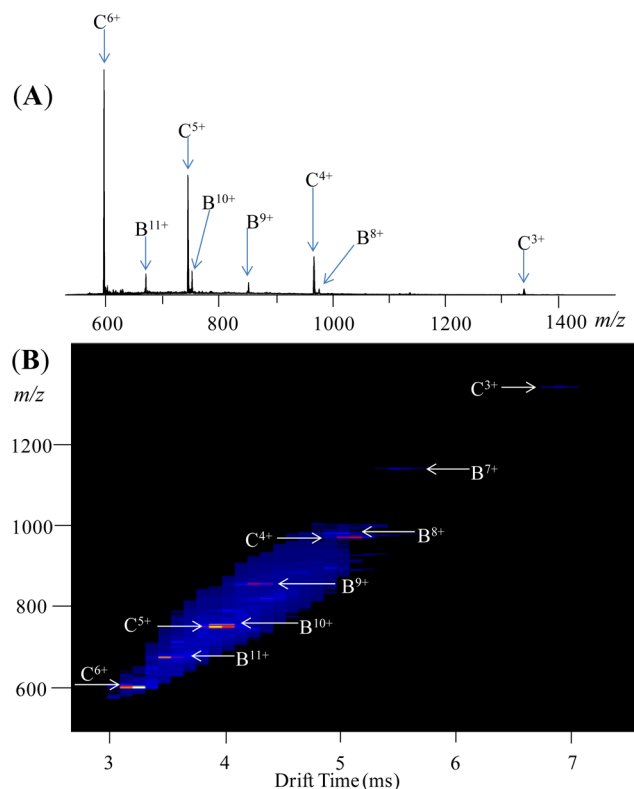 C6+
(A)
C5+
C4+
B10+
B11+
B9+
B8+
C3+
600
800
1000
1200
1400
m/z
(B)
m/z
C3+
1200
B7+
1000
C4+
B8+
B9+
800
C5+
B10+
B11+
C6+
600
3
4
5
6
7
Drift Time (ms)